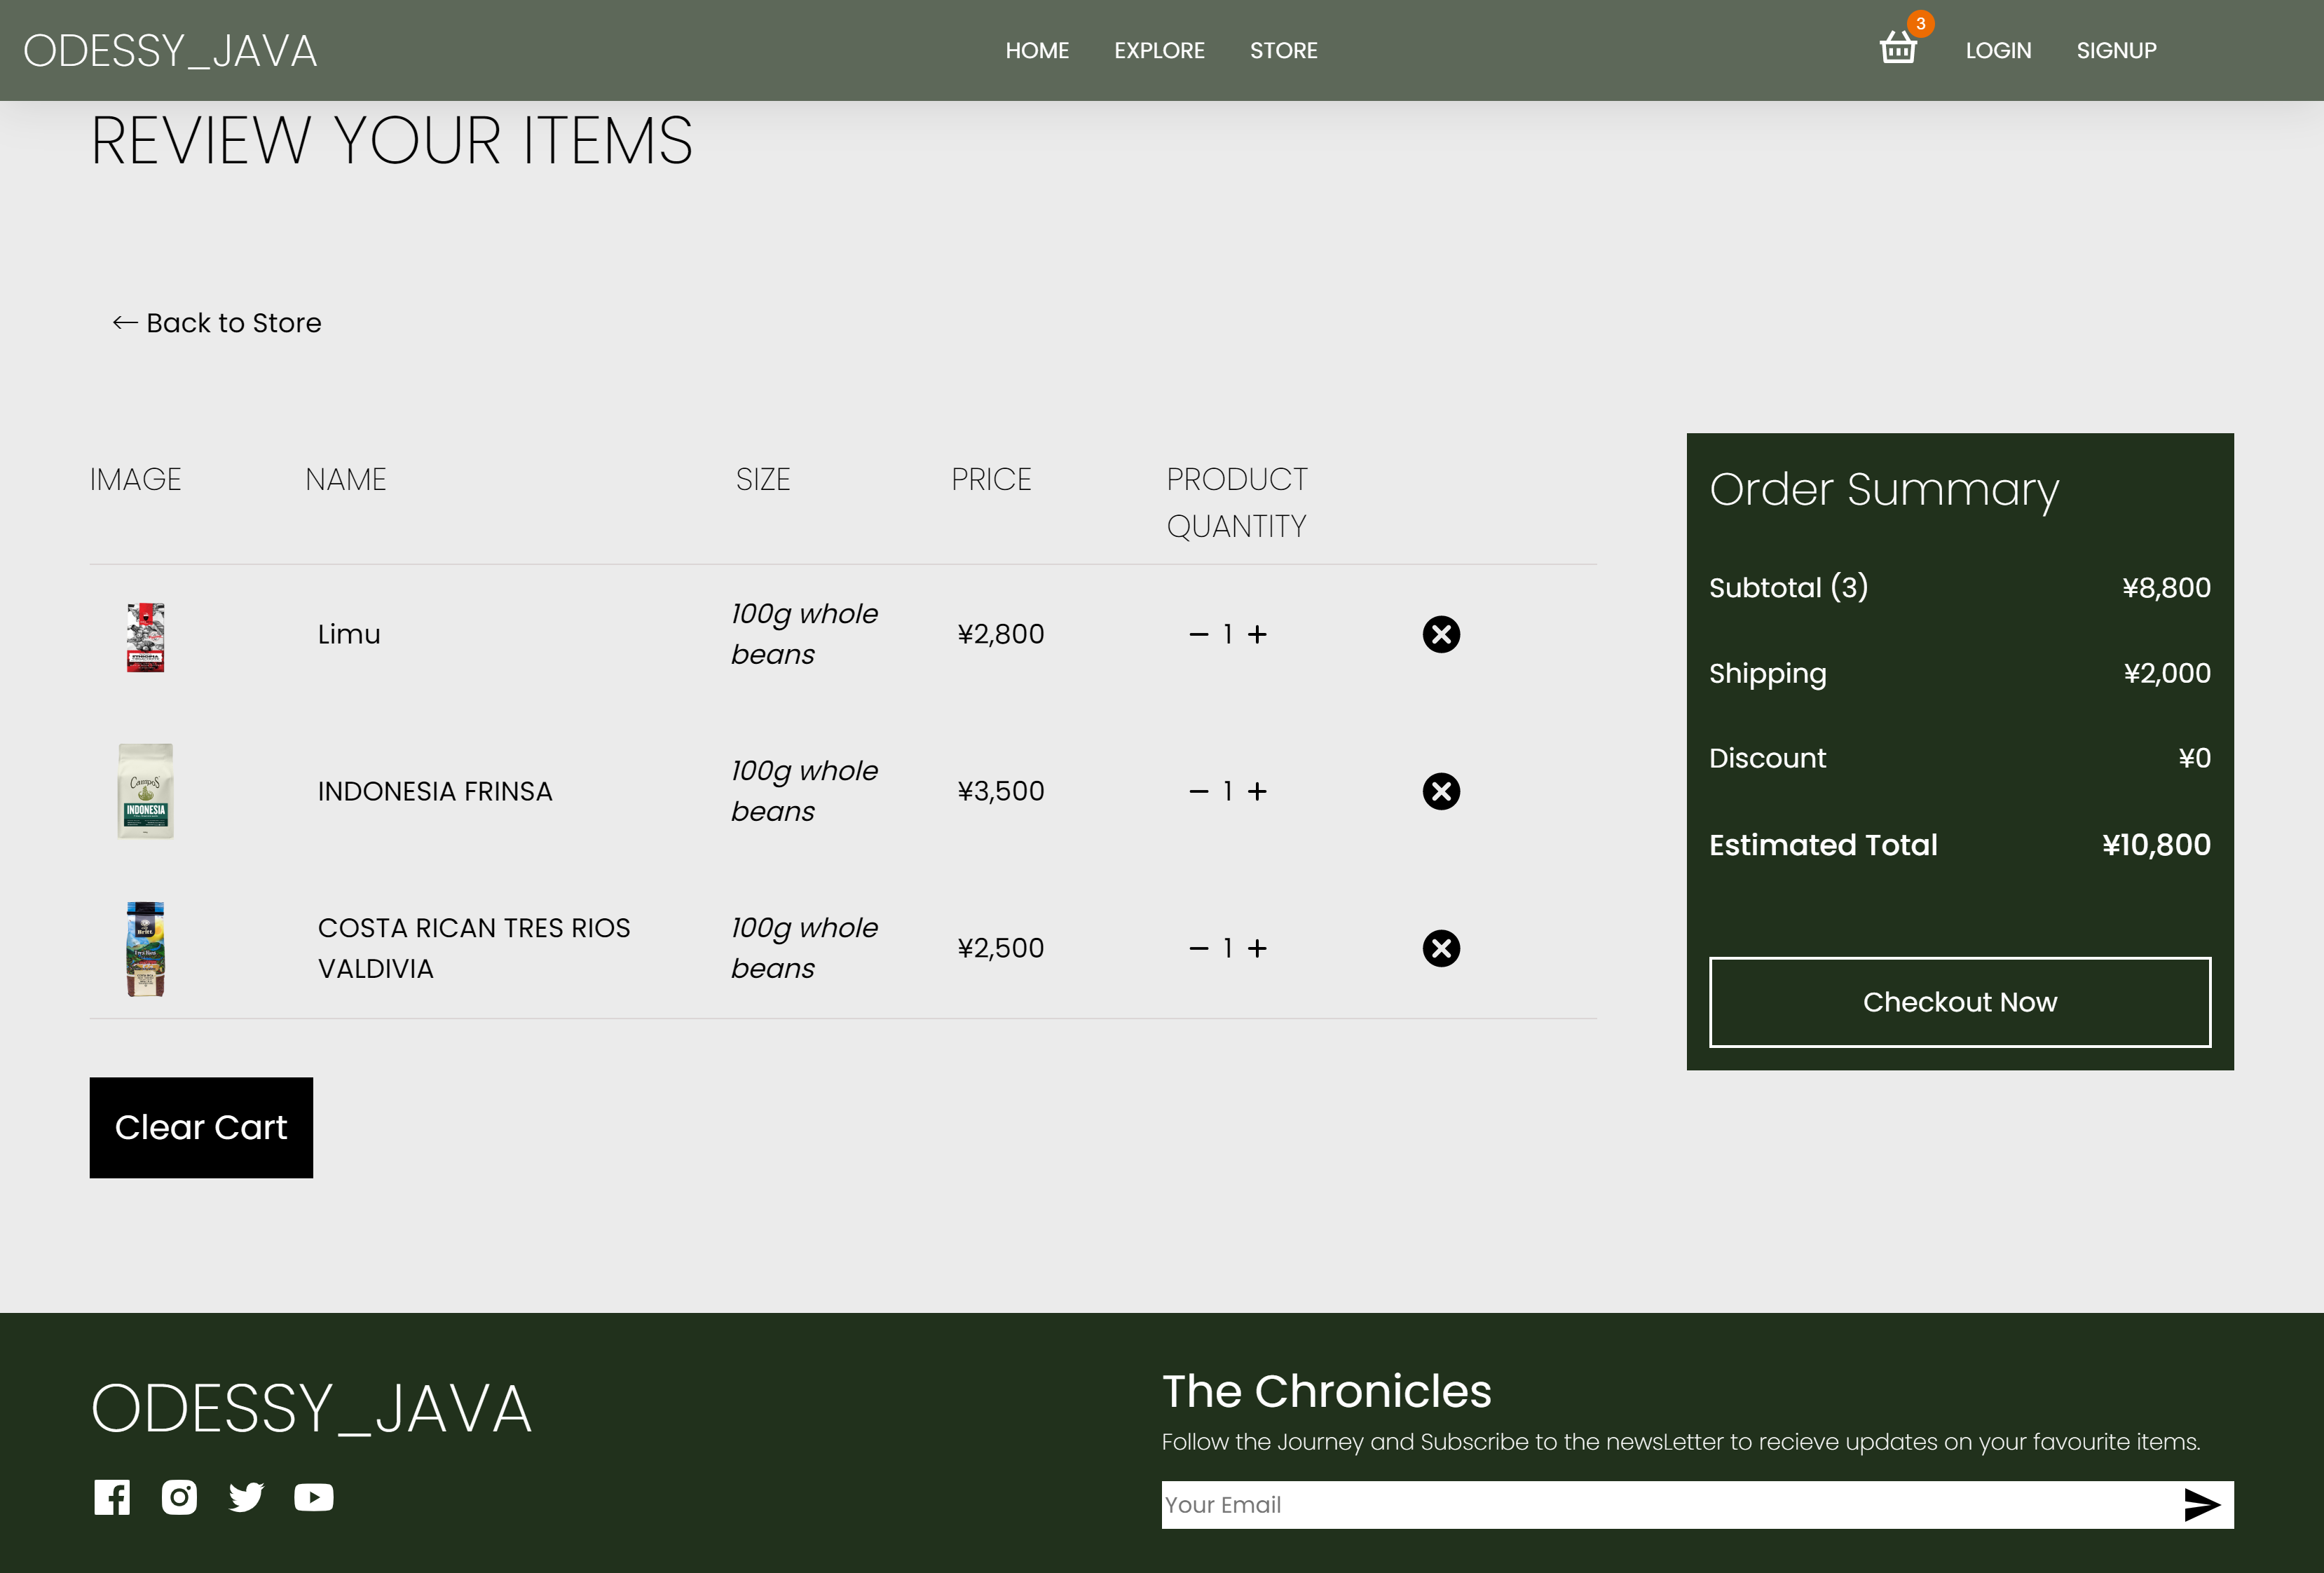 ODESSY_JAVA
HOME EXPLORE STORE
3
LOGIN SIGNUP
REVIEW YOUR ITEMS
← Back to Store
IMAGE NAME SIZE PRICE PRODUCT
QUANTITY
Limu 100g whole
beans ¥2,800 − 1 +
Campos
INDONESIA
INDONESIA FRINSA 100g whole
beans ¥3,500 − 1 +
Britt
COSTA RICAN TRES RIOS
VALDIVIA 100g whole
beans ¥2,500 − 1 +
Clear Cart
Order Summary
Subtotal (3) ¥8,800
Shipping ¥2,000
Discount ¥0
Estimated Total ¥10,800
Checkout Now
ODESSY_JAVA
The Chronicles
Follow the Journey and Subscribe to the newsLetter to recieve updates on your favourite items.
Your Email